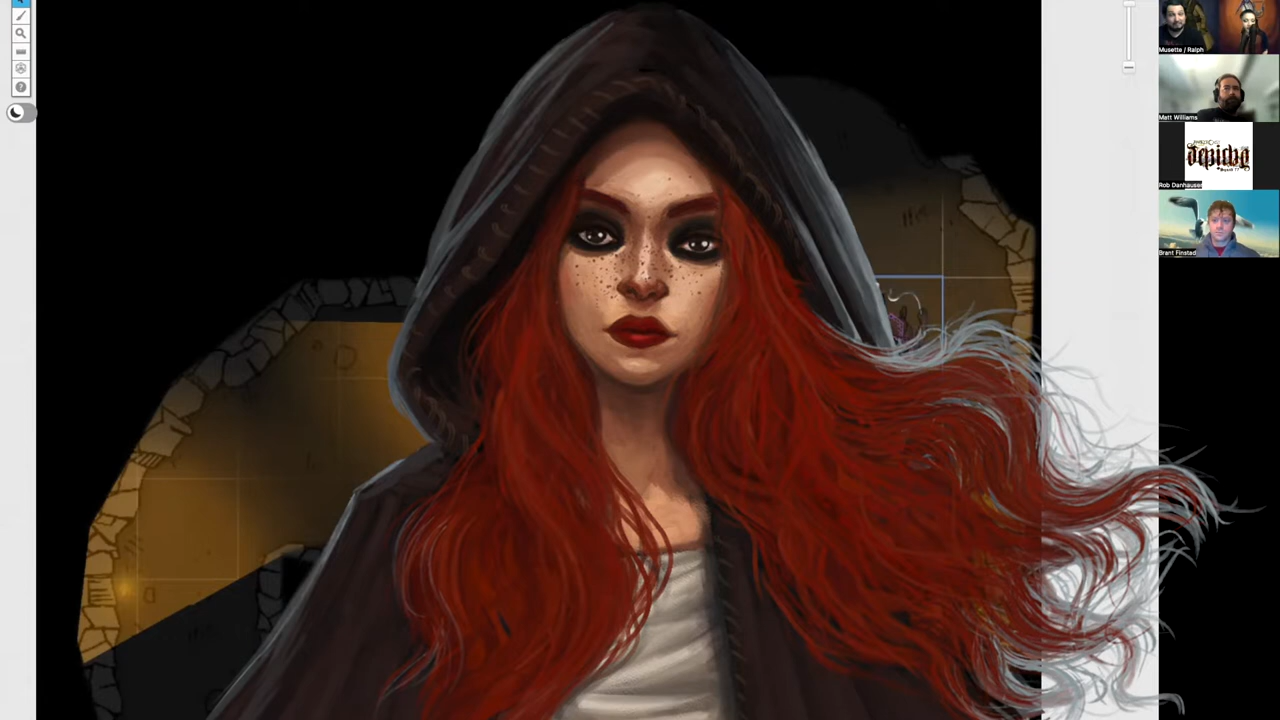 Musette / Ralph
Matt Williams
Rob Danhauser
Brant Finstad